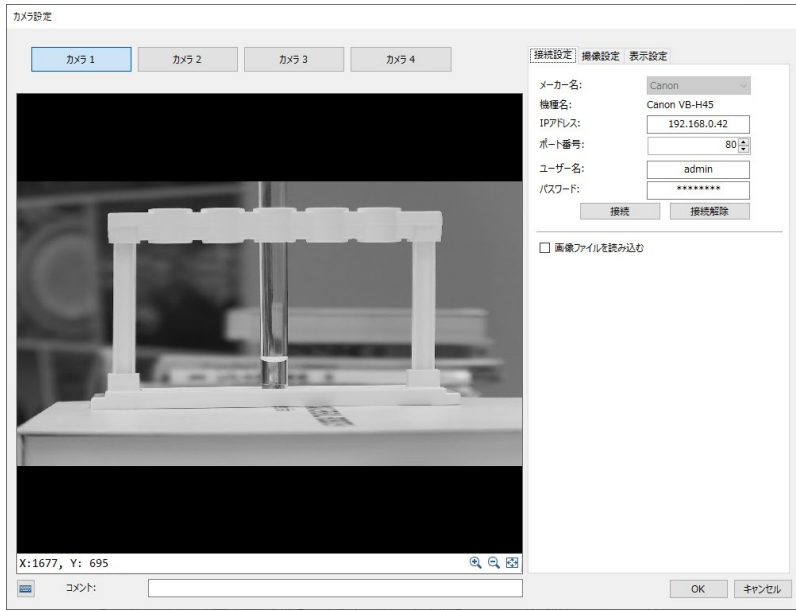 カメラ設定
カメラ 1
カメラ 2
カメラ 3
カメラ 4
接続設定 撮像設定 表示設定
メーカー名: Canon
機種名: Canon VB-H45
IPアドレス: 192.168.0.42
ポート番号: 80
ユーザー名: admin
パスワード: ********
接続 接続解除
画像ファイルを読み込む
X:1677, Y: 695
コメント:
OK キャンセル